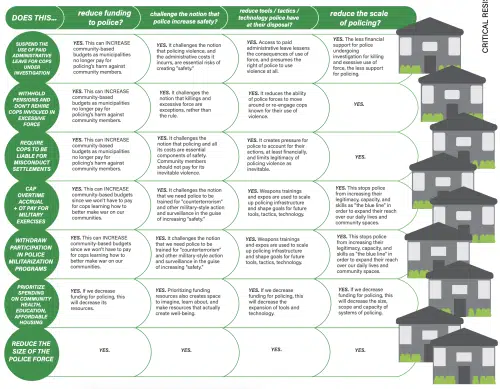 DOES THIS...
reduce funding
to police?
challenge the notion that
police increase safety?
reduce tools / tactics /
technology police have
at their disposal?
reduce the scale
of policing?
SUSPEND THE
USE OF PAID
ADMINISTRATIVE
LEAVE FOR COPS
UNDER
INVESTIGATION
YES. This can INCREASE
community-based
budgets as municipalities
no longer pay for
policing's harm against
community members.
YES. It challenges the
notion that policing violence; and
the administrative costs it
incurs, are essential risks of
creating "safety."
YES. Access to paid
administrative leave lessens
the consequences of use of
force, and presumes the
right of police to use
violence at all.
YES. The less financial
support for police
undergoing
investigation for killing
and excessive use of
force, the less support
for policing.
WITHHOLD
PENSIONS AND
DON'T REHIRE
COPS INVOLVED IN
EXCESSIVE
FORCE
YES. This can INCREASE
community-based
budgets as municipalities
no longer pay for
policing's harm against
community members.
YES. It challenges the
notion that killings and
excessive force are
exceptions, rather than
the rule.
YES. It reduces the ability
of police forces to move
around or re-engage cops
known for their use of
violence.
YES.
REQUIRE
COPS TO BE
LIABLE FOR
MISCONDUCT
SETTLEMENTS
YES. This can INCREASE
community-based
budgets as municipalities
no longer pay for
policing's harm against
community members.
YES. It challenges the
notion that policing and all
its costs are essential
components of safety.
Community members
should not pay for its
inevitable violence.
YES. It creates pressure for
police to account for their
actions, at least financially,
and limits legitimacy of
policing violence as
inevitable.
YES.
CAP
OVERTIME
ACCRUAL
+ OT PAY FOR
MILITARY
EXERCISES
YES. This can INCREASE
community-based budgets
since we won't have to pay
for cops learning how to
better make war on our
communities.
YES. It challenges the notion
that we need police to be
trained for "counterterrorism"
and other military-style action
and surveillance in the guise
of increasing "safety."
YES. Weapons trainings
and expos are used to scale
up policing infrastructure
and shape goals for future
tools, tactics, technology.
YES. This stops police
from increasing their
legitimacy, capacity, and
skills as "the blue line" in
order to expand their reach
over our daily lives and
community spaces.
WITHDRAW
PARTICIPATION
IN POLICE
MILITARIZATION
PROGRAMS
YES. This can INCREASE
community-based budgets
since we won't have to pay
for cops learning how to
better make war on our
communities.
YES. It challenges the notion
that we need police to be
trained for "counterterrorism"
and other military-style action
and surveillance in the guise
of increasing "safety."
YES. Weapons trainings
and expos are used to scale
up policing infrastructure
and shape goals for future
tools, tactics, technology.
YES. This stops police
from increasing their
legitimacy, capacity, and
skills as "the blue line" in
order to expand their reach
over our daily lives and
community spaces.
PRIORITIZE
SPENDING
ON COMMUNITY
HEALTH,
EDUCATION,
AFFORDABLE
HOUSING
YES. If we decrease
funding for policing, this
will decrease its
resources.
YES. Prioritizing funding
resources also creates space
to imagine, learn about, and
make resources that actually
create well-being.
YES. If we decrease
funding for policing, this
will decrease the
expansion of tools and
technology.
YES. If we decrease
funding for policing, this
will decrease the size,
scope and capacity of
systems of policing.
REDUCE THE
SIZE OF THE
POLICE FORCE
YES.
YES.
YES.
YES.
CRITICAL RESIS